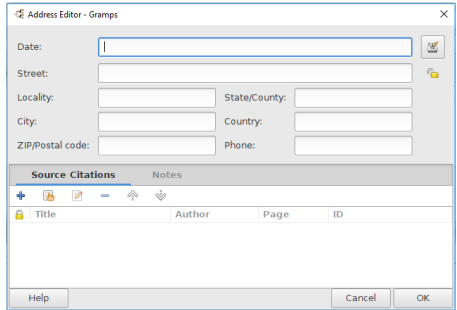 Address Editor - Gramps
Date:
Street:
Locality: State/County:
City: Country:
ZIP/Postal code: Phone:
Source Citations Notes
Title Author Page ID
Help Cancel OK